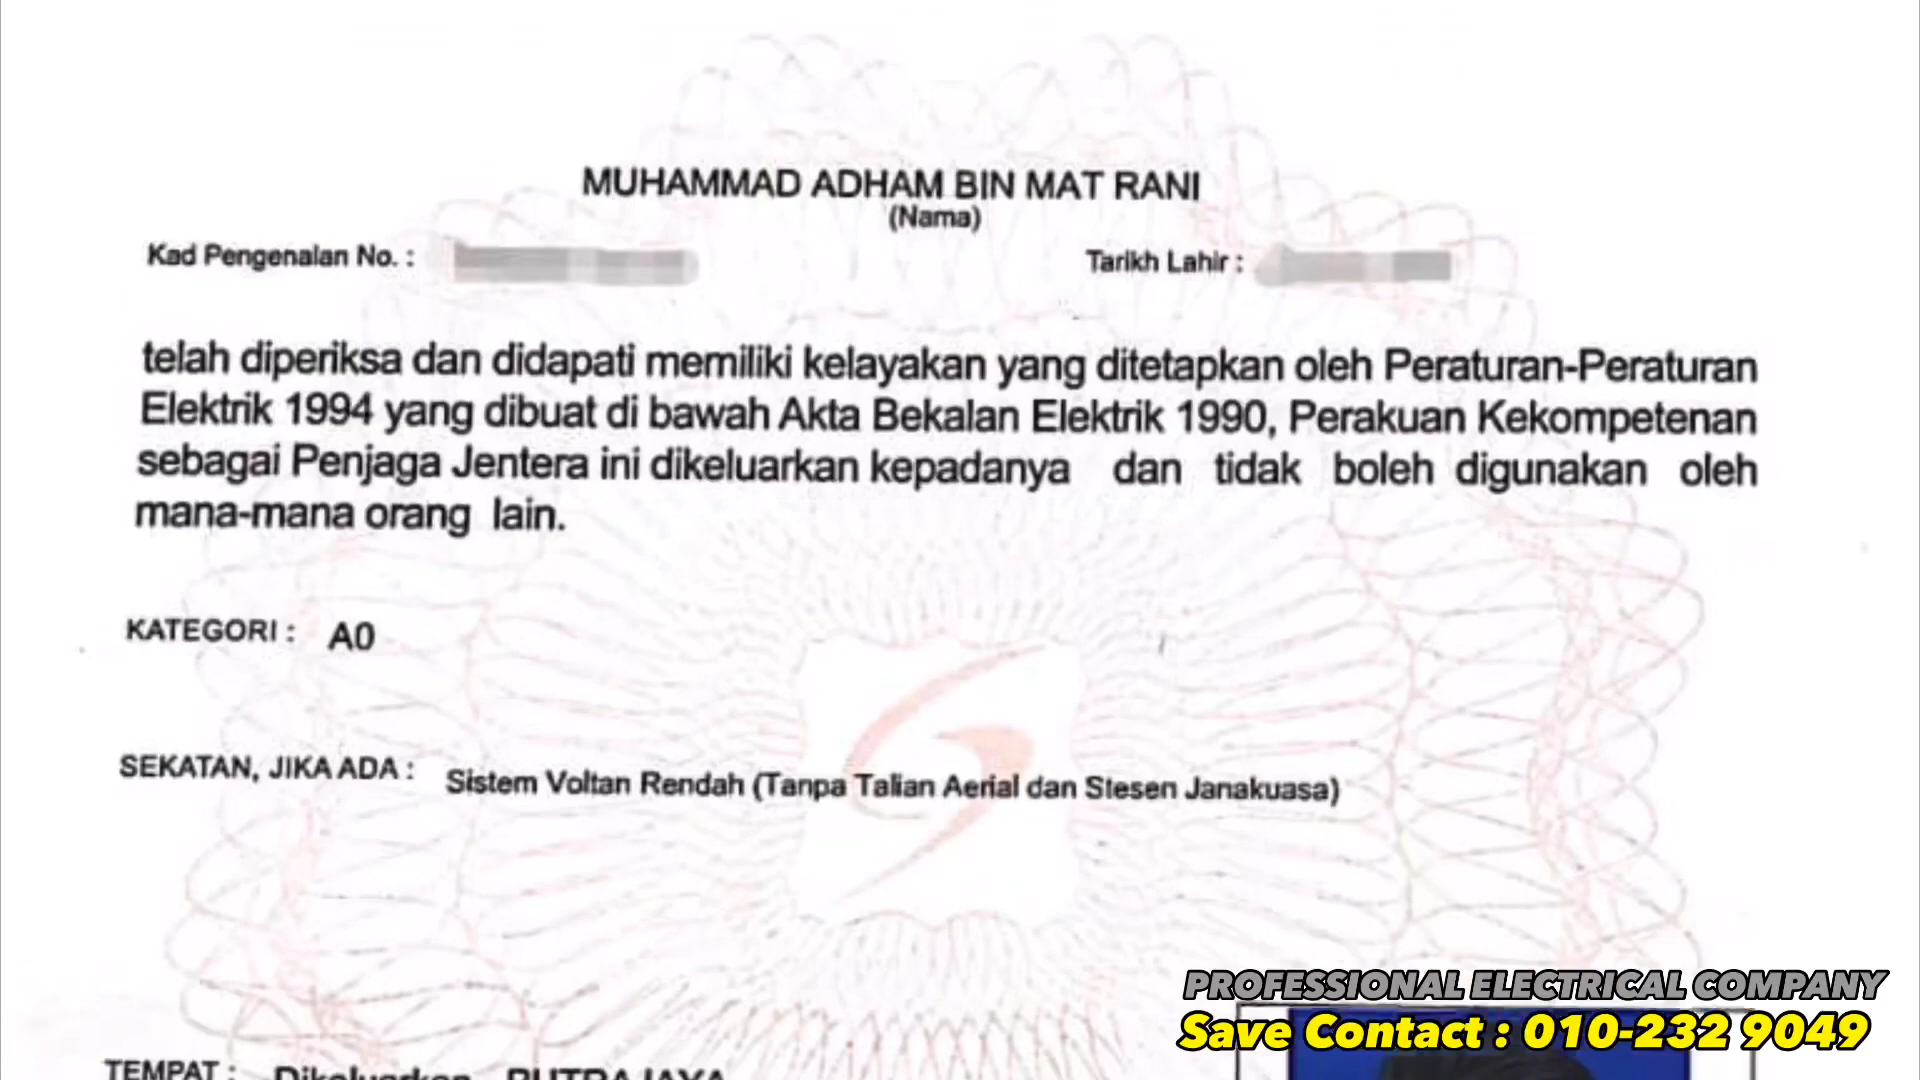 MUHAMMAD ADHAM BIN MAT RANI
(Nama)
Kad Pengenalan No. :
Tarikh Lahir :
telah diperiksa dan didapati memiliki kelayakan yang ditetapkan oleh Peraturan-Peraturan
Elektrik 1994 yang dibuat di bawah Akta Bekalan Elektrik 1990, Perakuan Kekompetenan
sebagai Penjaga Jentera ini dikeluarkan kepadanya dan tidak boleh digunakan oleh
mana-mana orang lain.
KATEGORI : A0
SEKATAN, JIKA ADA : Sistem Voltan Rendah (Tanpa Talian Aerial dan Stesen Janakuasa)
PROFESSIONAL ELECTRICAL COMPANY
Save Contact : 010-232 9049
TEMPAT : Dikeluarkan PUTRAJAYA